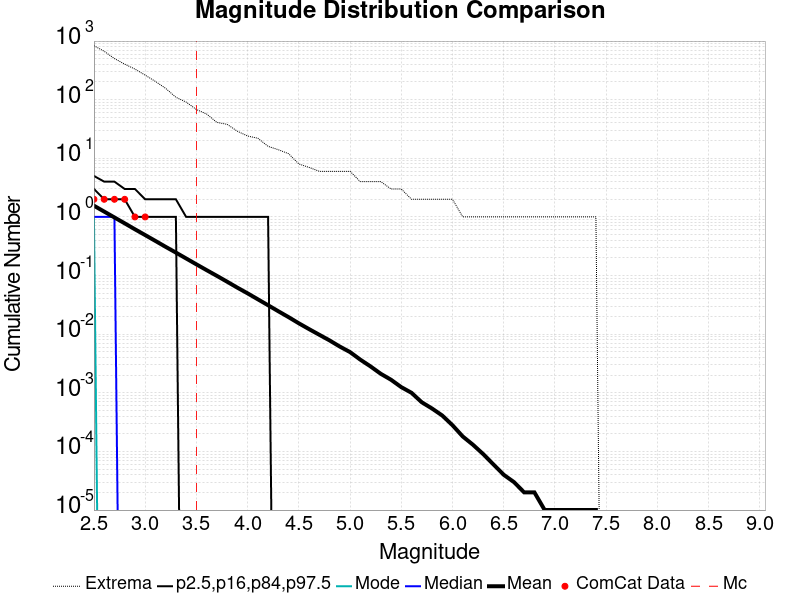 Magnitude Distribution Comparison
10 3
10 2
10 1
10 0
10 -1
10 -2
10 -3
10 -4
10 -5
Cumulative Number
2.5 3.0 3.5 4.0 4.5 5.0 5.5 6.0 6.5 7.0 7.5 8.0 8.5 9.0
Magnitude
Extrema p2.5,p16,p84,p97.5 Mode Median Mean ComCat Data Mc